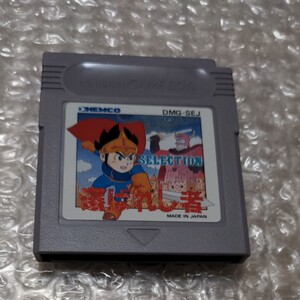 KEMCO DMG-SEJ
SELECTION
選ばれし者
MADE IN JAPAN